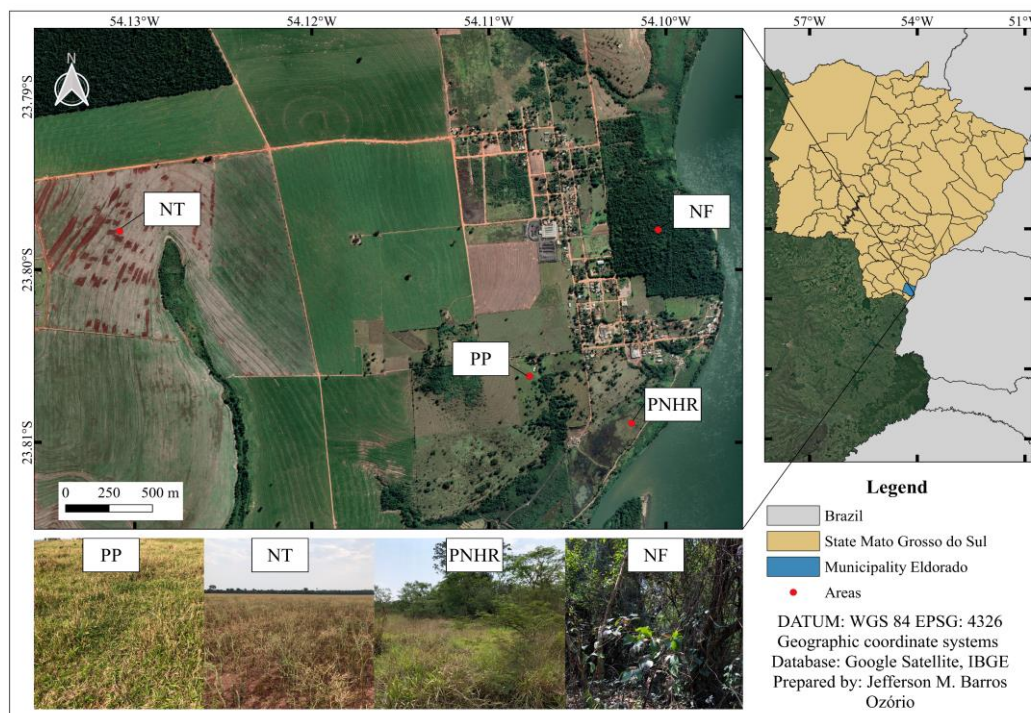 54.13°W 54.12°W 54.11°W 54.10°W
57°W 54°W 51°W
N
23.79°S
23.80°S
23.81°S
NT
NF
PP
PNHR
0 250 500 m
PP NT PNHR NF
Legend
Brazil
State Mato Grosso do Sul
Municipality Eldorado
Areas
DATUM: WGS 84 EPSG: 4326
Geographic coordinate systems
Database: Google Satellite, IBGE
Prepared by: Jefferson M. Barros
Ozório